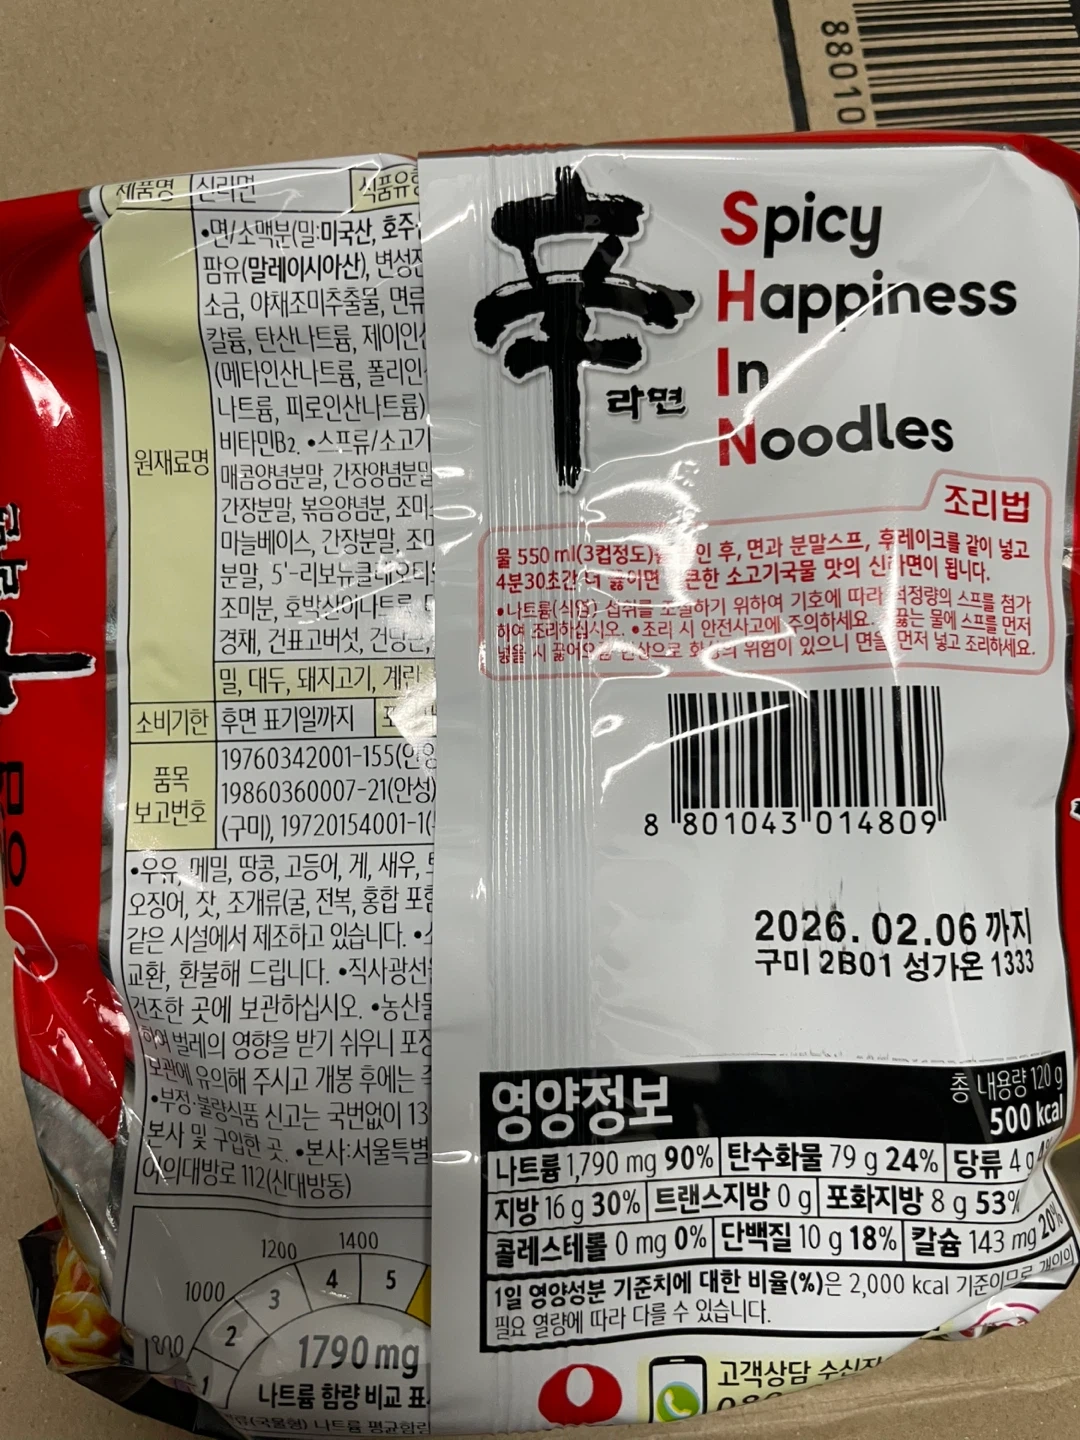 88010
제품명 신라면 식품유형
원재료명
•면/소맥분(밀:미국산, 호주
팜유(말레이시아산), 변성전
소금, 야채조미추출물, 면류
칼륨, 탄산나트륨, 제이인산
(메타인산나트륨, 폴리인
나트륨, 피로인산나트륨)
비타민B₂. •스프류/소고기
매콤양념분말, 간장양념분말
간장분말, 볶음양념분, 조미
마늘베이스, 간장분말, 조미
분말, 5'-리보뉴클레오티
조미분,
경채, 건표고버섯, 건당근,
밀, 대두, 돼지고기, 계란
소비기한 후면 표기일까지
품목
보고번호
19760342001-155(안양
19860360007-21(안성)
(구미), 19720154001-1(
•우유, 메밀, 땅콩, 고등어, 게, 새우,
오징어, 잣, 조개류(굴, 전복, 홍합 포함
같은 시설에서 제조하고 있습니다. •
교환, 환불해 드립니다. •직사광선
건조한 곳에 보관하십시오. •농산물
하여 벌레의 영향을 받기 쉬우니 포장
보관에 유의해 주시고 개봉 후에는
•부정·불량식품 신고는 국번없이 13
본사 및 구입한 곳. •본사:서울특별
여의대방로 112(신대방동)
800 1000 1200 1400
1 2 3 4 5
1790 mg
나트륨 함량 비교 표
(국물형) 나트륨 평균함량
辛
라면
Spicy
Happiness
In
Noodles
조리법
물 550 ml(3컵정도)를 인 후, 면과 분말스프, 후레이크를 같이 넣고
4분30초간 더 끓이면 큰한 소고기국물 맛의 신라면이 됩니다.
•나트륨(식염) 섭취를 조절하기 위하여 기호에 따라 적정량의 스프를 첨가
하여 조리하십시오. •조리 시 안전사고에 주의하세요. 끓는 물에 스프를 먼저
넣을 시 끓어오름 현상으로 화상의 위험이 있으니 면을 먼저 넣고 조리하세요.
8 801043 014809
2026.02.06 까지
구미 2B01 성가온 1333
영양정보
총 내용량 120 g
500 kcal
나트륨 1,790 mg 90% 탄수화물 79 g 24% 당류 4 g 4%
지방 16 g 30% 트랜스지방 0 g 포화지방 8 g 53%
콜레스테롤 0 mg 0% 단백질 10 g 18% 칼슘 143 mg 20%
1일 영양성분 기준치에 대한 비율(%)은 2,000 kcal 기준이므로 개인의
필요 열량에 따라 다를 수 있습니다.
고객상담 수신자
080